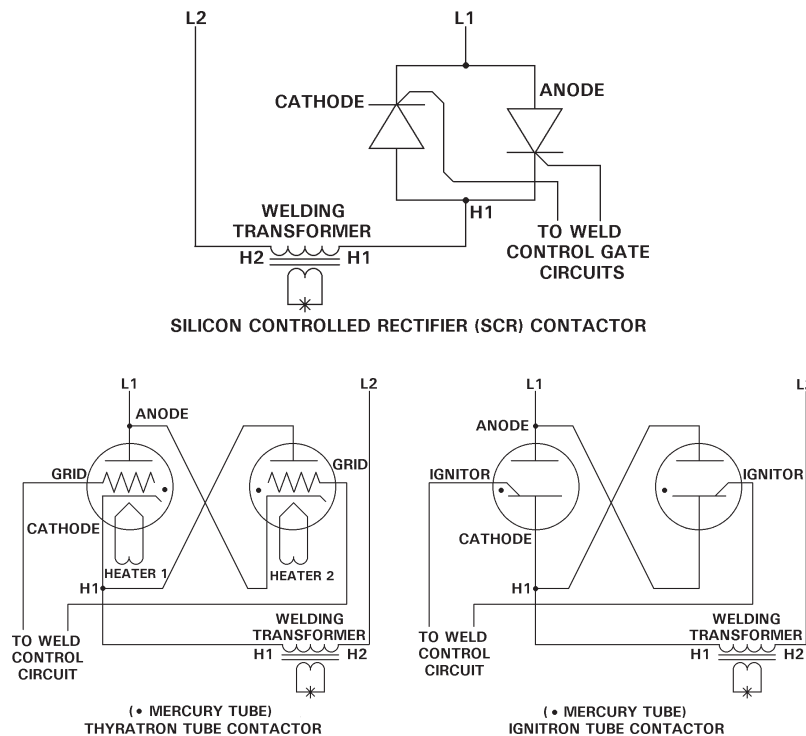 L2
L1
CATHODE
ANODE
H1
WELDING
TRANSFORMER
H2
H1
TO WELD
CONTROL GATE
CIRCUITS
SILICON CONTROLLED RECTIFIER (SCR) CONTACTOR
L1
L2
ANODE
GRID
GRID
CATHODE
HEATER 1
HEATER 2
H1
TO WELD
CONTROL
CIRCUIT
WELDING
TRANSFORMER
H1
H2
(• MERCURY TUBE)
THYRATRON TUBE CONTACTOR
L1
ANODE
IGNITOR
IGNITOR
CATHODE
H1
TO WELD
CONTROL
CIRCUIT
WELDING
TRANSFORMER
H1
H2
(• MERCURY TUBE)
IGNITRON TUBE CONTACTOR